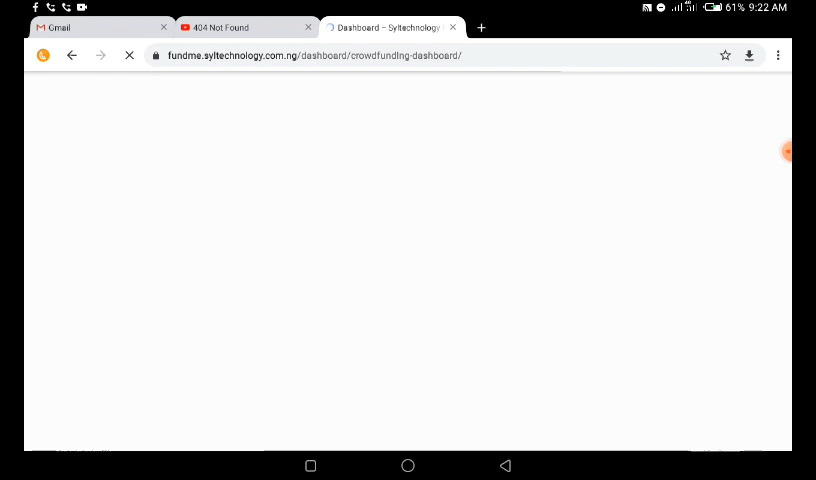 61% 9:22 AM
Gmail
404 Not Found
Dashboard – Syltechnology
fundme.syltechnology.com.ng/dashboard/crowdfunding-dashboard/